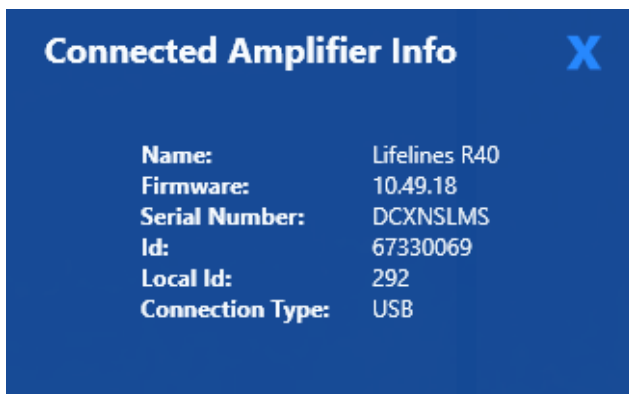 Connected Amplifier Info X
Name: Lifelines R40
Firmware: 10.49.18
Serial Number: DCXNSLMS
Id: 67330069
Local Id: 292
Connection Type: USB